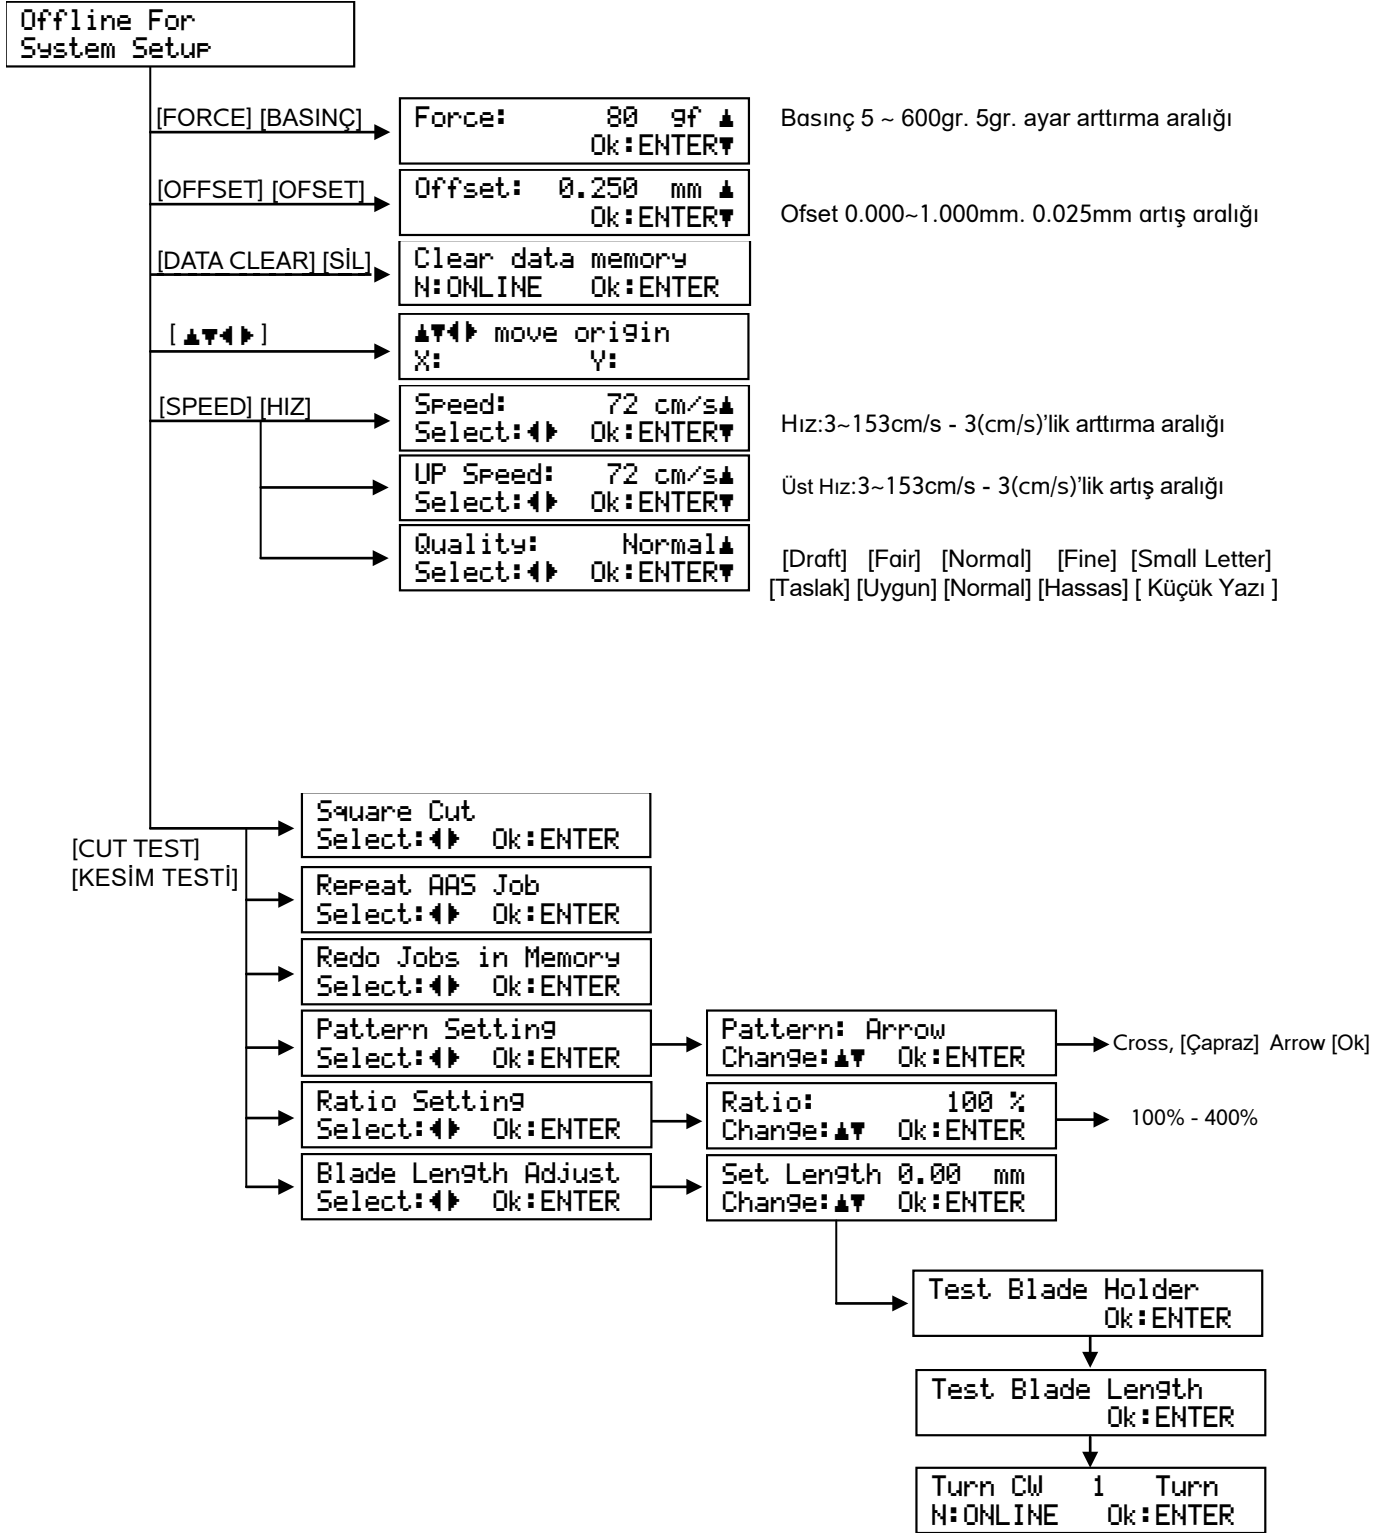 Offline For
System Setup
[FORCE] [BASINÇ]
Force: 80 gf ▲
Ok:ENTER▼
Basınç 5 ~ 600gr. 5gr. ayar arttırma aralığı
[OFFSET] [OFSET]
Offset: 0.250 mm ▲
Ok:ENTER▼
Ofset 0.000~1.000mm. 0.025mm artış aralığı
[DATA CLEAR] [SİL]
Clear data memory
N:ONLINE Ok:ENTER
[ ▲▼◀▶ ]
▲▼◀▶ move origin
X: Y:
[SPEED] [HIZ]
Speed: 72 cm/s▲
Select:◀▶ Ok:ENTER▼
Hız:3~153cm/s - 3(cm/s)'lik arttırma aralığı
UP Speed: 72 cm/s▲
Select:◀▶ Ok:ENTER▼
Üst Hız:3~153cm/s - 3(cm/s)'lik artış aralığı
Quality: Normal▲
Select:◀▶ Ok:ENTER▼
[Draft] [Fair] [Normal] [Fine] [Small Letter]
[Taslak] [Uygun] [Normal] [Hassas] [ Küçük Yazı ]
[CUT TEST]
[KESİM TESTİ]
Square Cut
Select:◀▶ Ok:ENTER
Repeat AAS Job
Select:◀▶ Ok:ENTER
Redo Jobs in Memory
Select:◀▶ Ok:ENTER
Pattern Setting
Select:◀▶ Ok:ENTER
Pattern: Arrow
Change:▲▼ Ok:ENTER
Cross, [Çapraz] Arrow [Ok]
Ratio Setting
Select:◀▶ Ok:ENTER
Ratio: 100 %
Change:▲▼ Ok:ENTER
100% - 400%
Blade Length Adjust
Select:◀▶ Ok:ENTER
Set Length 0.00 mm
Change:▲▼ Ok:ENTER
Test Blade Holder
Ok:ENTER
Test Blade Length
Ok:ENTER
Turn CW 1 Turn
N:ONLINE Ok:ENTER